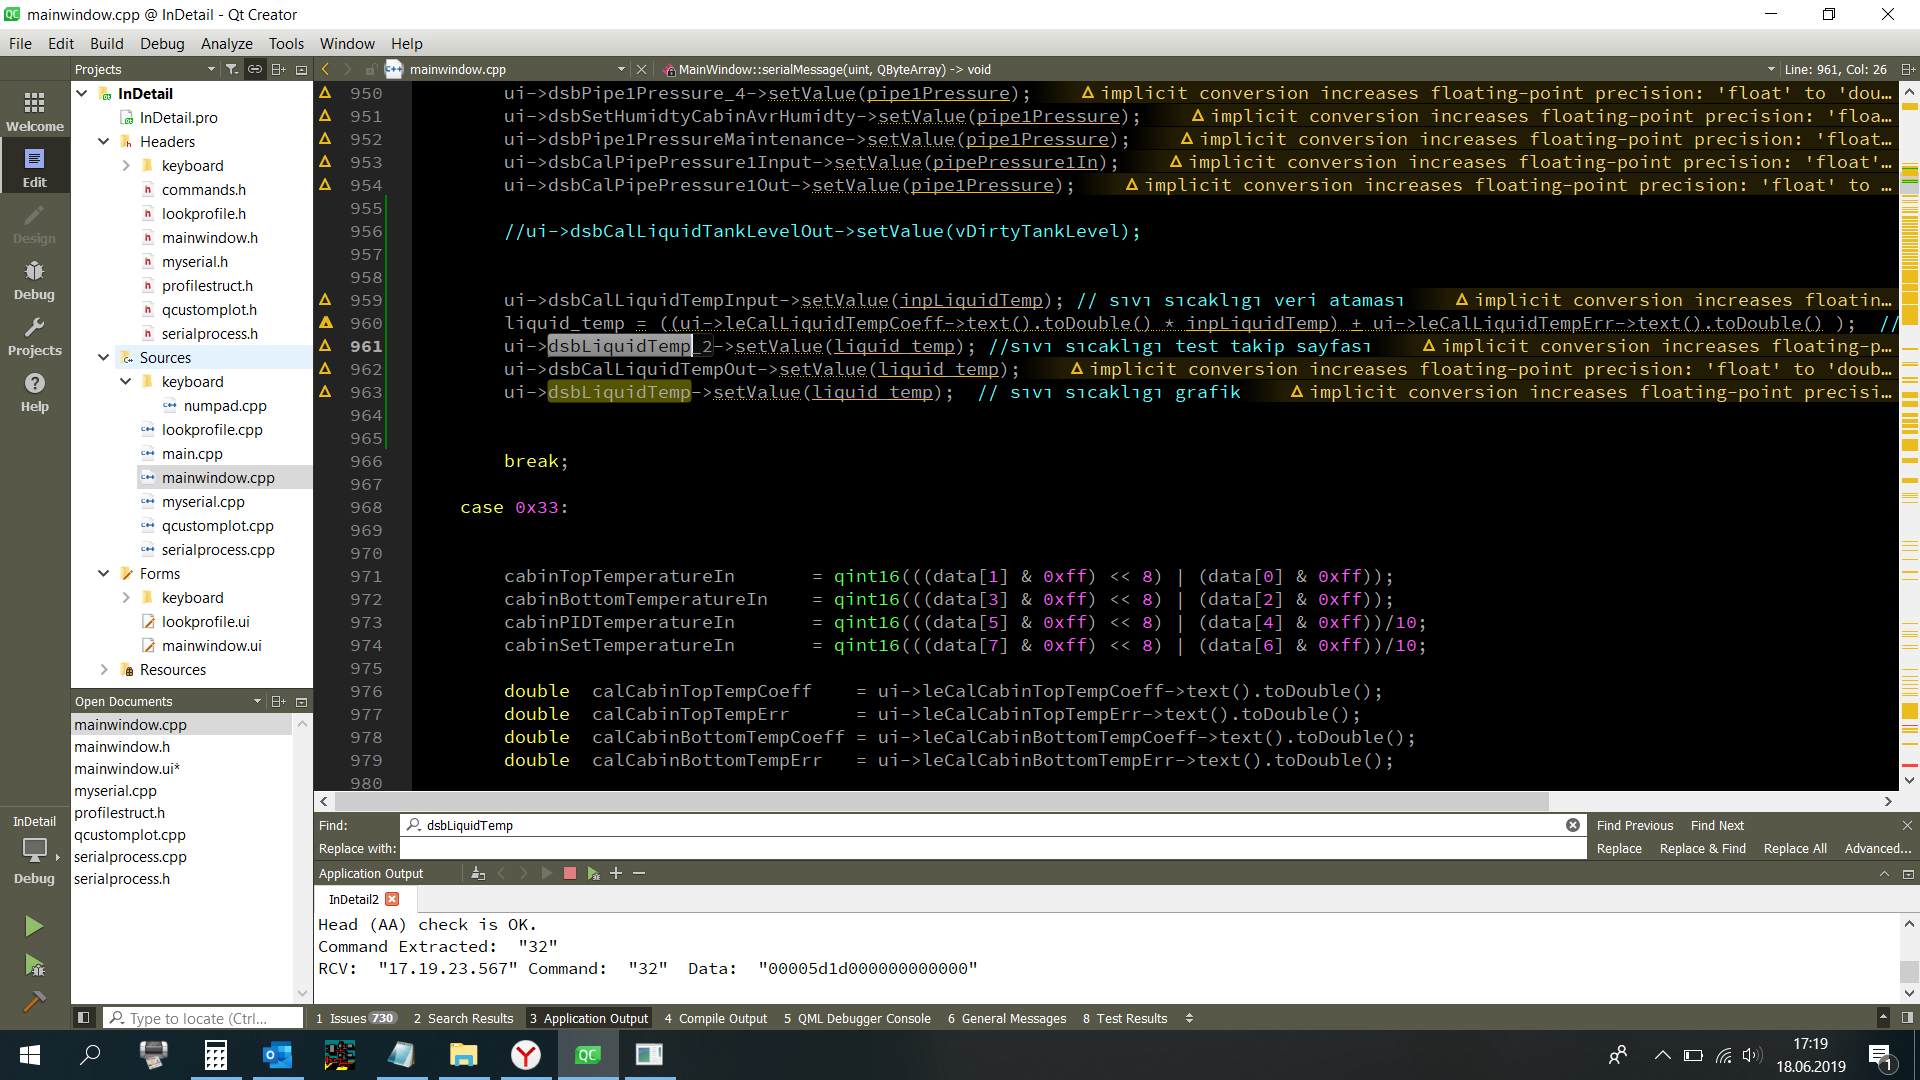 mainwindow.cpp @ InDetail - Qt Creator
File Edit Build Debug Analyze Tools Window Help
Projects
mainwindow.cpp
MainWindow::serialMessage(uint, QByteArray) -> void
Line: 961, Col: 26
Welcome
Edit
Design
Debug
Projects
Help
InDetail
InDetail.pro
Headers
keyboard
commands.h
lookprofile.h
mainwindow.h
myserial.h
profilestruct.h
qcustomplot.h
serialprocess.h
Sources
keyboard
numpad.cpp
lookprofile.cpp
main.cpp
mainwindow.cpp
myserial.cpp
qcustomplot.cpp
serialprocess.cpp
Forms
keyboard
lookprofile.ui
mainwindow.ui
Resources
Open Documents
mainwindow.cpp
mainwindow.h
mainwindow.ui*
myserial.cpp
profilestruct.h
qcustomplot.cpp
serialprocess.cpp
serialprocess.h
InDetail
Debug
950 ui->dsbPipe1Pressure_4->setValue(pipe1Pressure); implicit conversion increases floating-point precision: 'float' to 'dou…
951 ui->dsbSetHumidtyCabinAvrHumidty->setValue(pipe1Pressure); implicit conversion increases floating-point precision: 'floa…
952 ui->dsbPipe1PressureMaintenance->setValue(pipe1Pressure); implicit conversion increases floating-point precision: 'float…
953 ui->dsbCalPipePressure1Input->setValue(pipePressure1In); implicit conversion increases floating-point precision: 'float'…
954 ui->dsbCalPipePressure1Out->setValue(pipe1Pressure); implicit conversion increases floating-point precision: 'float' to …
955
956 //ui->dsbCalLiquidTankLevelOut->setValue(vDirtyTankLevel);
957
958
959 ui->dsbCalLiquidTempInput->setValue(inpLiquidTemp); // sıvı sıcaklıgı veri ataması implicit conversion increases floatin…
960 liquid_temp = ((ui->leCalLiquidTempCoeff->text().toDouble() * inpLiquidTemp) + ui->leCalLiquidTempErr->text().toDouble() ); //
961 ui->dsbLiquidTemp_2->setValue(liquid_temp); //sıvı sıcaklıgı test takip sayfası implicit conversion increases floating-p…
962 ui->dsbCalLiquidTempOut->setValue(liquid_temp); implicit conversion increases floating-point precision: 'float' to 'doub…
963 ui->dsbLiquidTemp->setValue(liquid_temp); // sıvı sıcaklıgı grafik implicit conversion increases floating-point precisi…
964
965
966 break;
967
968 case 0x33:
969
970
971 cabinTopTemperatureIn = qint16(((data[1] & 0xff) << 8) | (data[0] & 0xff));
972 cabinBottomTemperatureIn = qint16(((data[3] & 0xff) << 8) | (data[2] & 0xff));
973 cabinPIDTemperatureIn = qint16(((data[5] & 0xff) << 8) | (data[4] & 0xff))/10;
974 cabinSetTemperatureIn = qint16(((data[7] & 0xff) << 8) | (data[6] & 0xff))/10;
975
976 double calCabinTopTempCoeff = ui->leCalCabinTopTempCoeff->text().toDouble();
977 double calCabinTopTempErr = ui->leCalCabinTopTempErr->text().toDouble();
978 double calCabinBottomTempCoeff = ui->leCalCabinBottomTempCoeff->text().toDouble();
979 double calCabinBottomTempErr = ui->leCalCabinBottomTempErr->text().toDouble();
980
Find: dsbLiquidTemp Find Previous Find Next
Replace with: Replace Replace & Find Replace All Advanced...
Application Output
InDetail2
Head (AA) check is OK.
Command Extracted: "32"
RCV: "17.19.23.567" Command: "32" Data: "00005d1d000000000000"
Type to locate (Ctrl...
1 Issues 730 2 Search Results 3 Application Output 4 Compile Output 5 QML Debugger Console 6 General Messages 8 Test Results
QC
17:19
18.06.2019
1